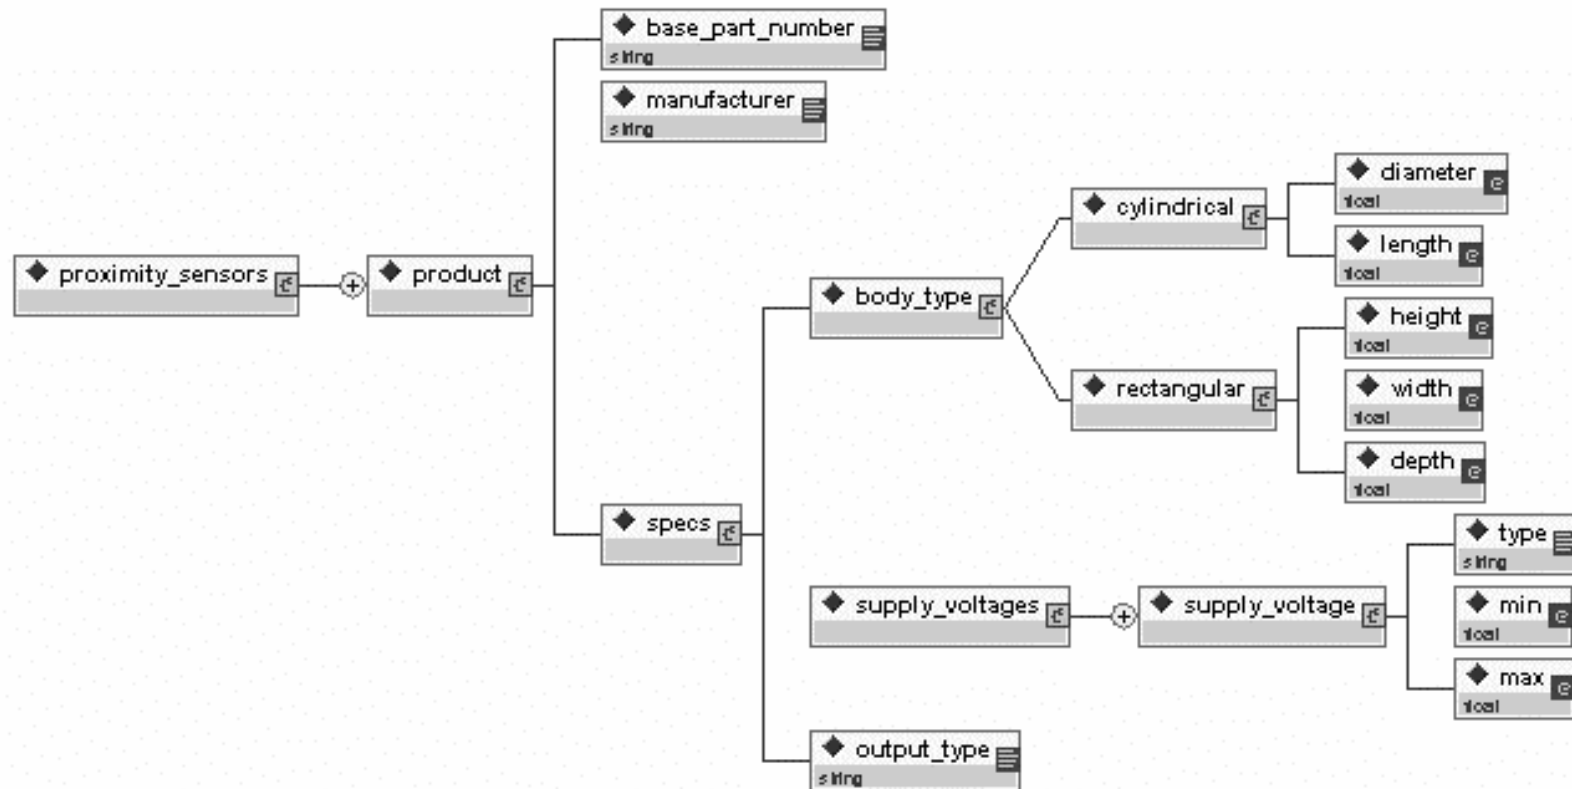 base_part_number
string
manufacturer
string
diameter
float
cylindrical
length
float
proximity_sensors
product
body_type
height
float
rectangular
width
float
depth
float
specs
type
string
supply_voltages
supply_voltage
min
float
max
float
output_type
string